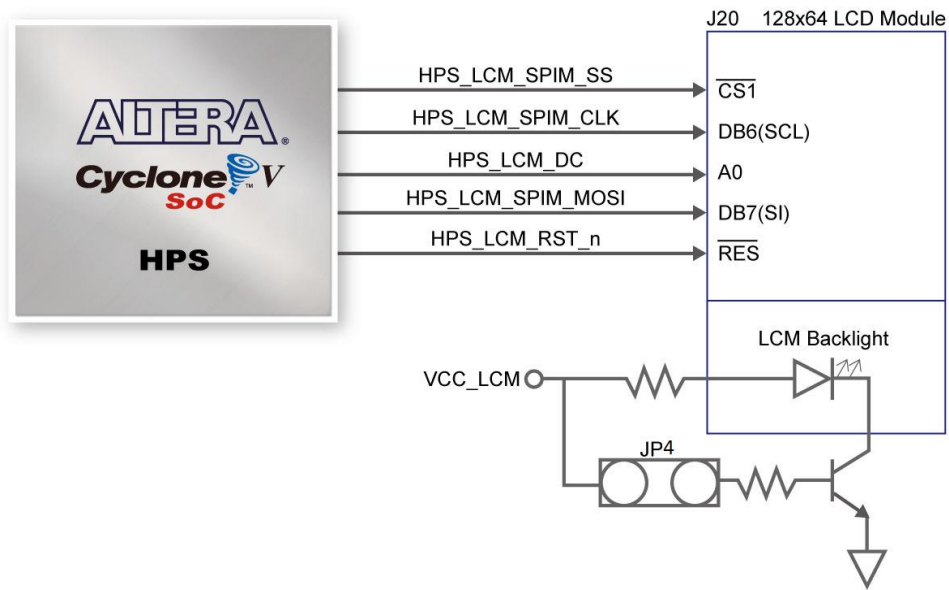 J20 128x64 LCD Module
HPS_LCM_SPIM_SS
CS1
HPS_LCM_SPIM_CLK
DB6(SCL)
HPS_LCM_DC
A0
HPS_LCM_SPIM_MOSI
DB7(SI)
HPS_LCM_RST_n
RES
ALTERA®
Cyclone™ V
SoC
HPS
LCM Backlight
VCC_LCM
JP4